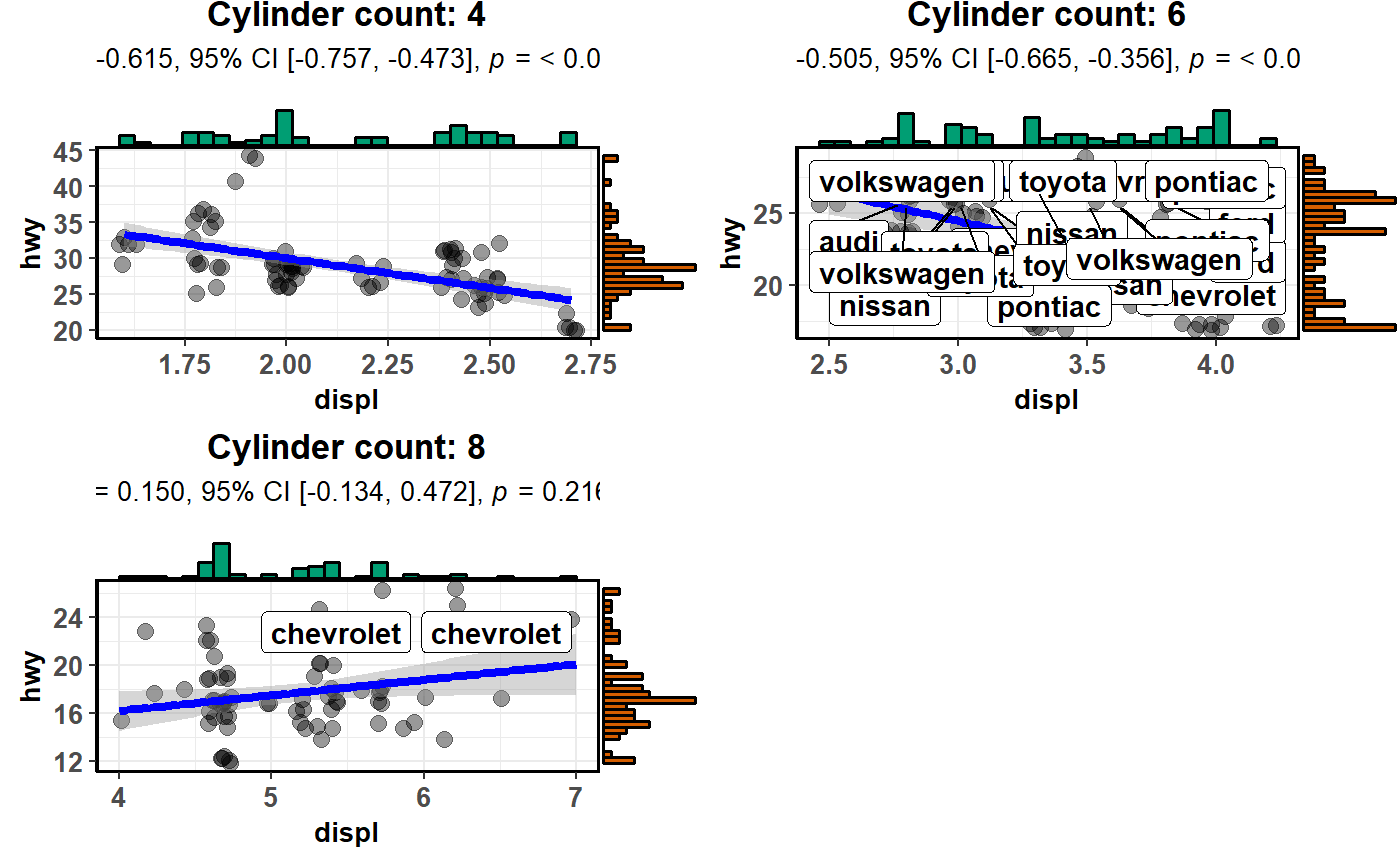 Cylinder count: 4
-0.615, 95% CI [-0.757, -0.473], p = < 0.0
45
40
35
30
25
20
hwy
1.75 2.00 2.25 2.50 2.75
displ
Cylinder count: 6
-0.505, 95% CI [-0.665, -0.356], p = < 0.0
25
20
hwy
volkswagen toyota pontiac
audi nissan
volkswagen volkswagen
nissan pontiac chevrolet
2.5 3.0 3.5 4.0
displ
Cylinder count: 8
= 0.150, 95% CI [-0.134, 0.472], p = 0.216
24
20
16
12
hwy
chevrolet chevrolet
4 5 6 7
displ